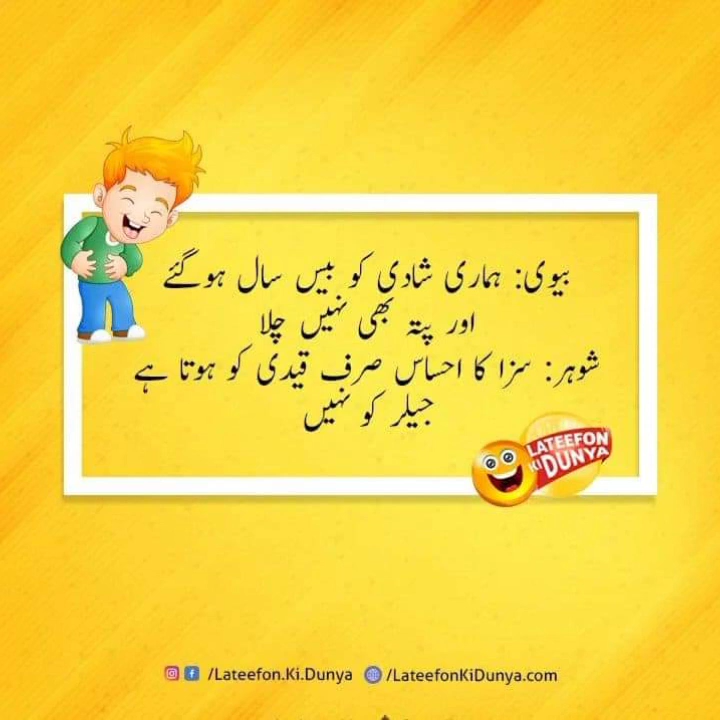 بیوی: ہماری شادی کو بیس سال ہوگئے
اور پتہ بھی نہیں چلا
شوہر: سزا کا احساس صرف قیدی کو ہوتا ہے
جیلر کو نہیں
LATEEFON
KI DUNYA
/Lateefon.Ki.Dunya /LateefonKiDunya.com